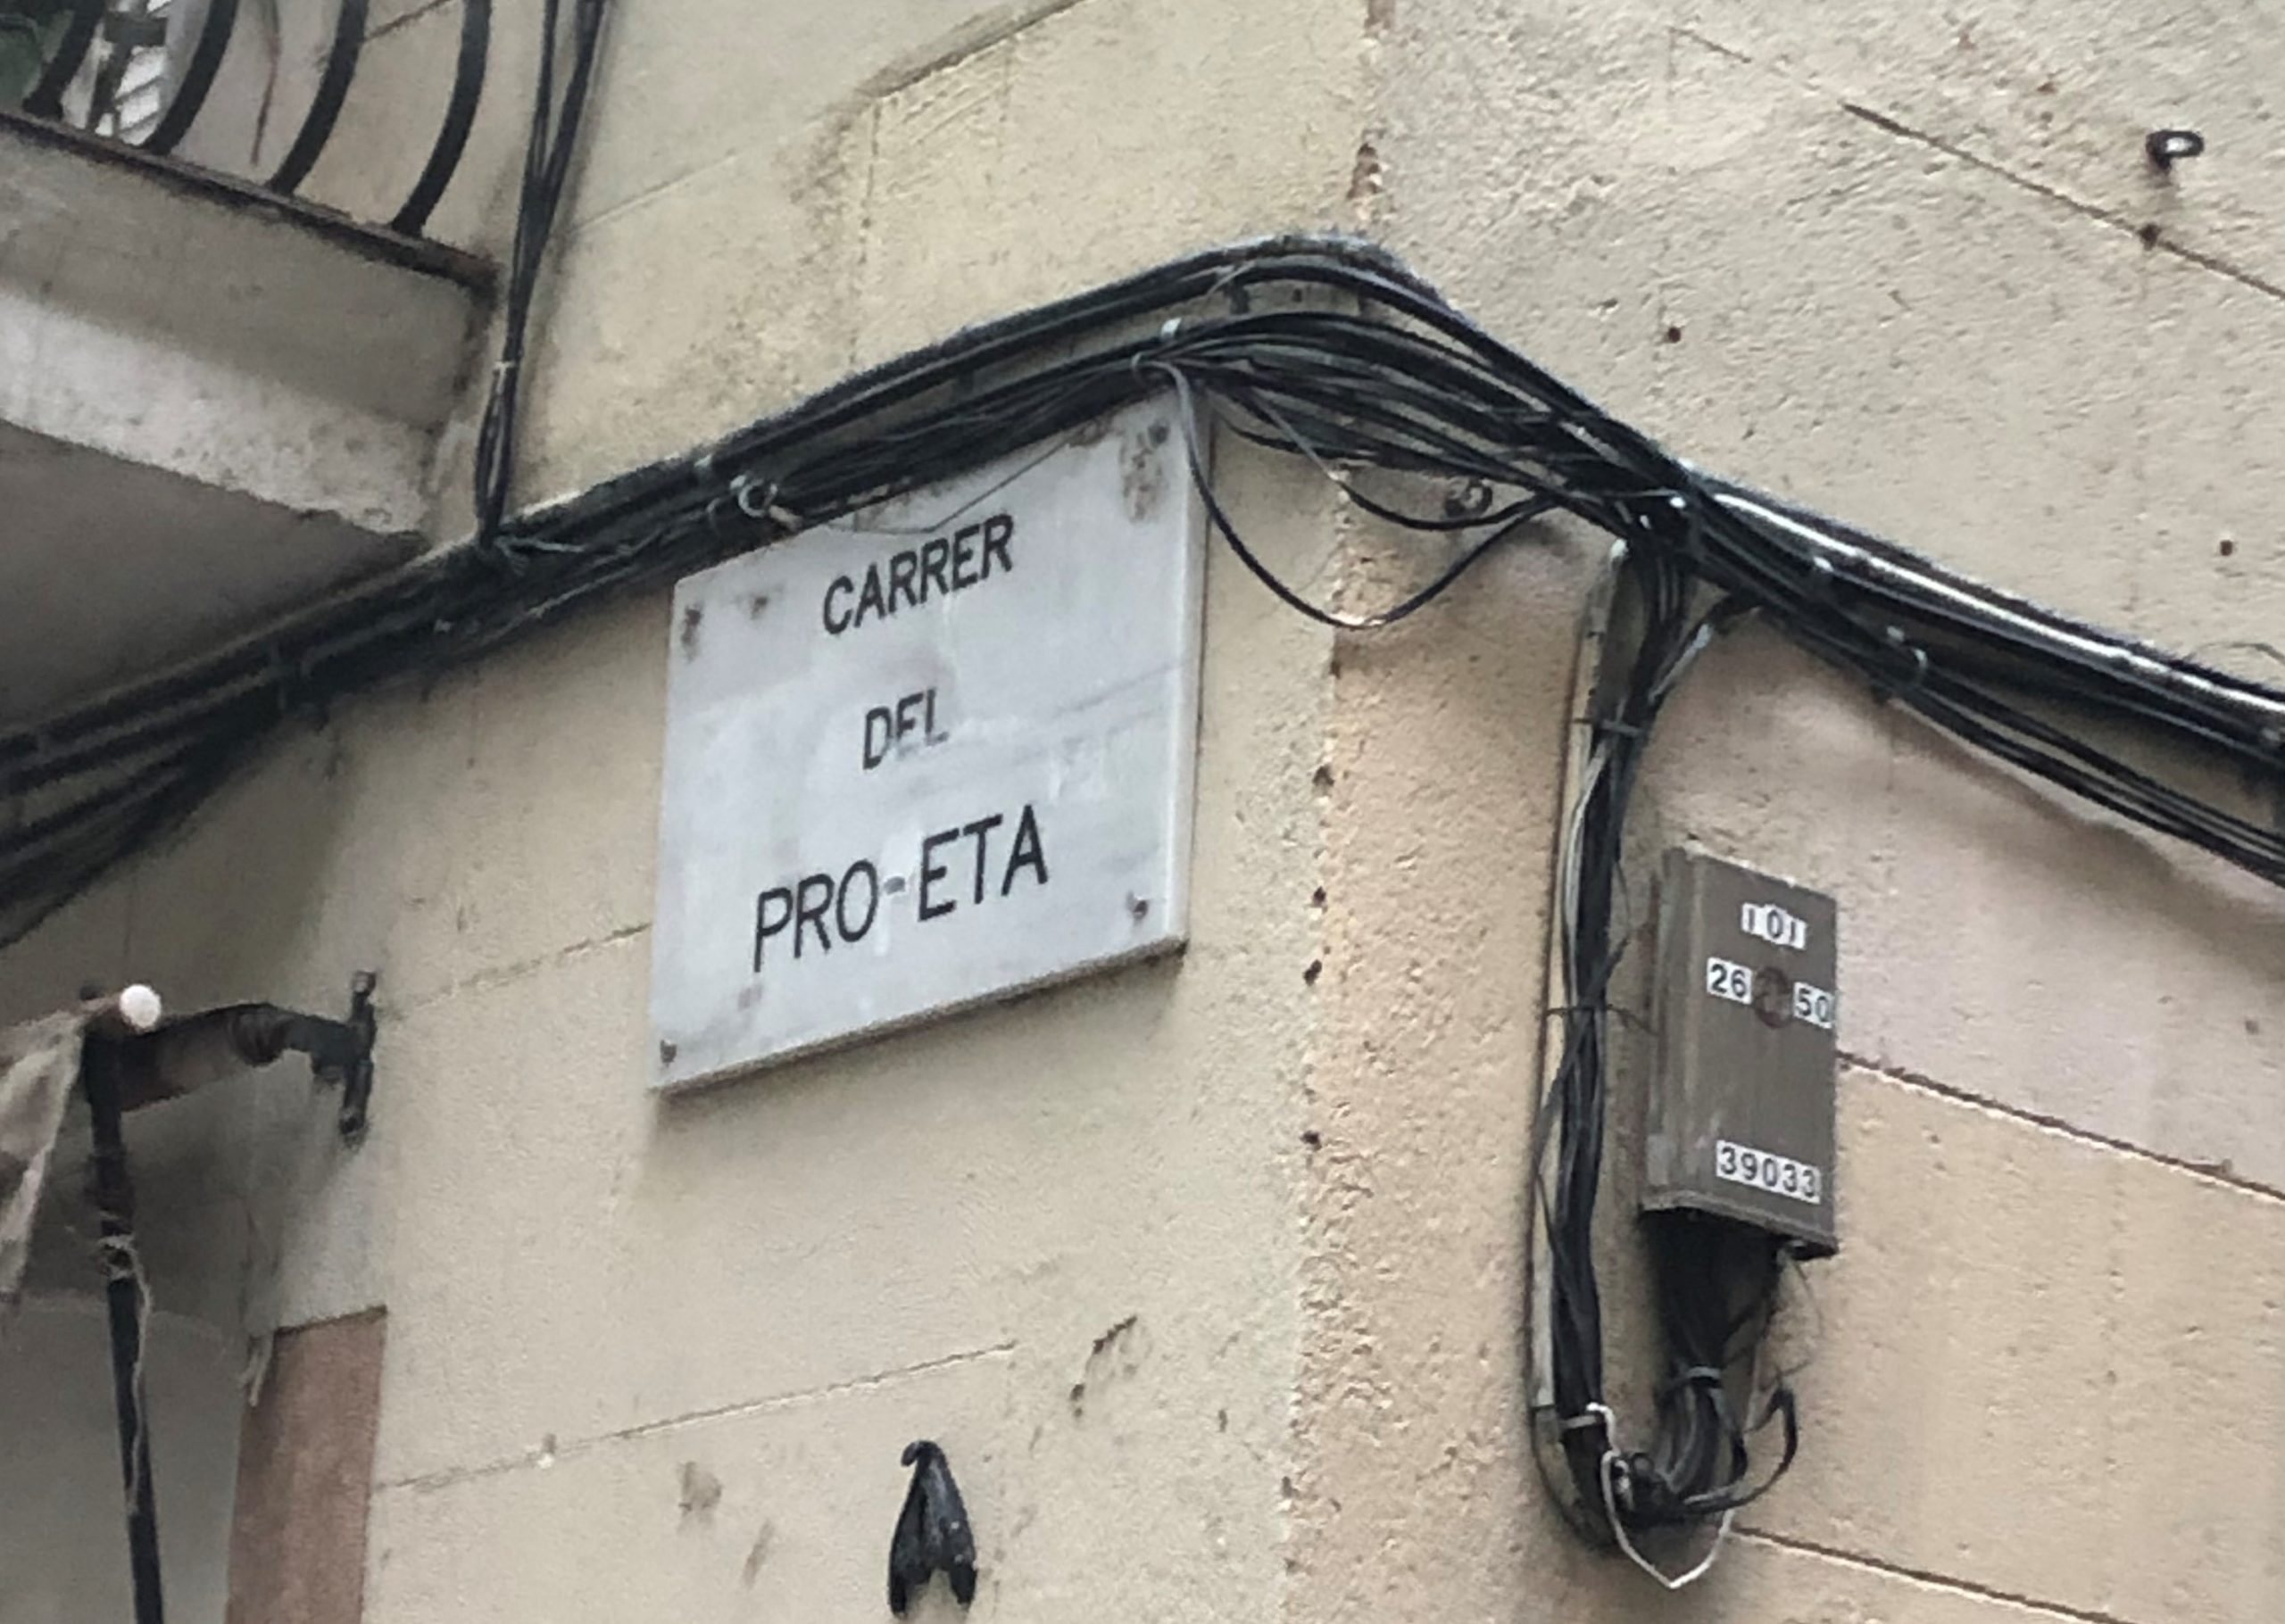 CARRER
DEL
PRO-ETA
101
26 50
39033